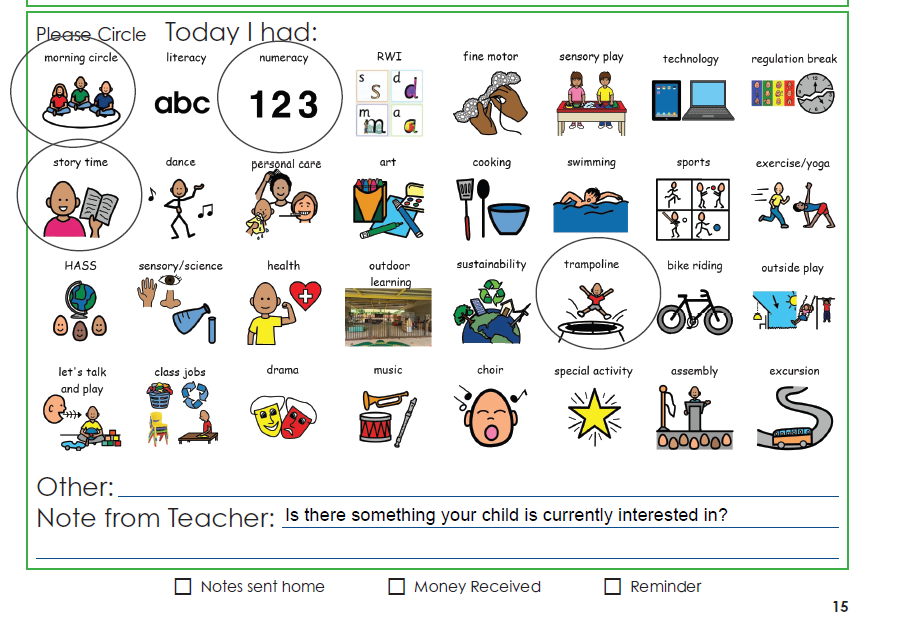 Please Circle Today I had:
morning circle literacy numeracy RWI fine motor sensory play technology regulation break
abc 123 s s d d
m m a a
story time dance personal care art cooking swimming sports exercise/yoga
HASS sensory/science health outdoor learning sustainability trampoline bike riding outside play
let's talk and play class jobs drama music choir special activity assembly excursion
Other:
Note from Teacher: Is there something your child is currently interested in?
Notes sent home Money Received Reminder
15